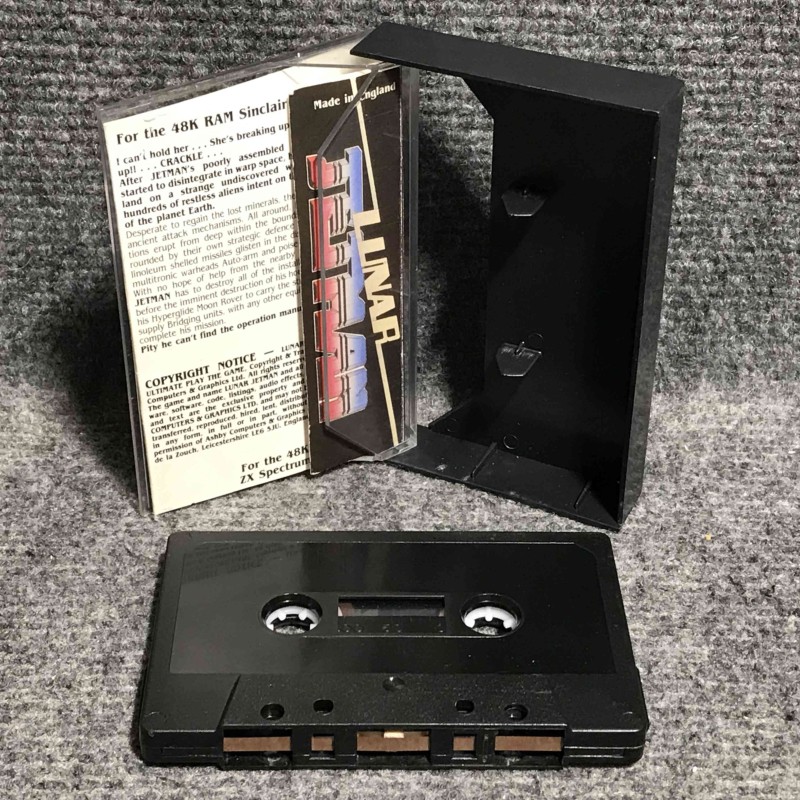 For the 48K RAM Sinclair
I can't hold her . . . She's breaking up
up!! . . . CRACKLE . . .
After JETMAN's poorly assembled
started to disintegrate in warp space,
land on a strange undiscovered
hundreds of restless aliens intent on
of the planet Earth.
Desperate to regain the lost minerals, the
ancient attack mechanisms. All around,
tions erupt from deep within the bound
by their own strategic defence
linoleum shelled missiles glisten in the
multitronic warheads Auto-arm and poise
With no hope of help from the nearby
JETMAN has to destroy all of the insta
before the imminent destruction of his ho
his Hyperglide Moon Rover to carry the
supply Bridging units, with any other equi
complete his mission.
Pity he can't find the operation manu
COPYRIGHT NOTICE — LUNAR
ULTIMATE PLAY THE GAME. Copyright & Tra
Computers & Graphics Ltd. All rights reserv
The game and name LUNAR JETMAN and
ware, software code, listings, audio effects
and text are the exclusive property
COMPUTERS & GRAPHICS LTD. and may not
transferred, reproduced, hired, lent, distri
in any form, in full or in part, without
permission of Ashby Computers & Graphics
de la Zouch, Leicestershire LE6 5JU, England
For the 48K
ZX Spectrum
Made in England
LUNAR
JETMAN